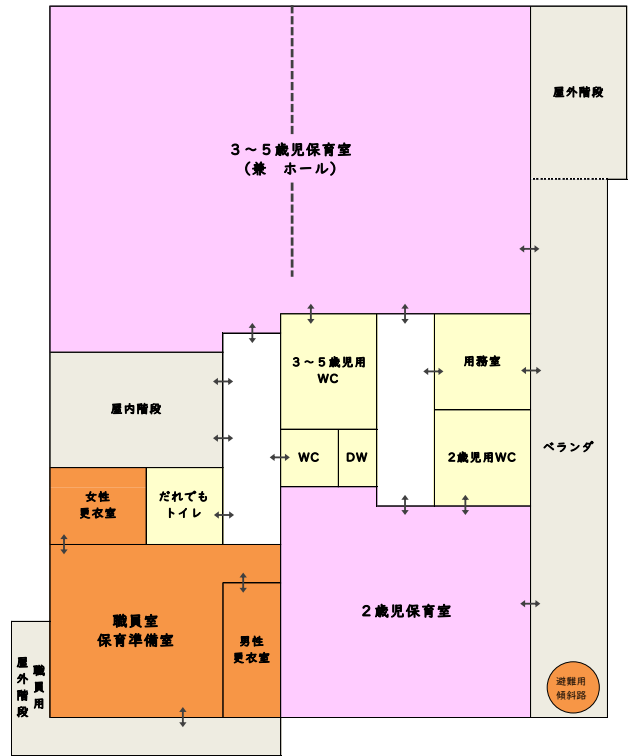 屋外階段
３～５歳児保育室
（兼　ホール）
３～５歳児用
WC
用務室
屋内階段
ベランダ
WC
DW
2歳児用WC
女性
更衣室
だれでも
トイレ
職員室
保育準備室
２歳児保育室
男性
更衣室
職員用
屋外階段
避難用
傾斜路